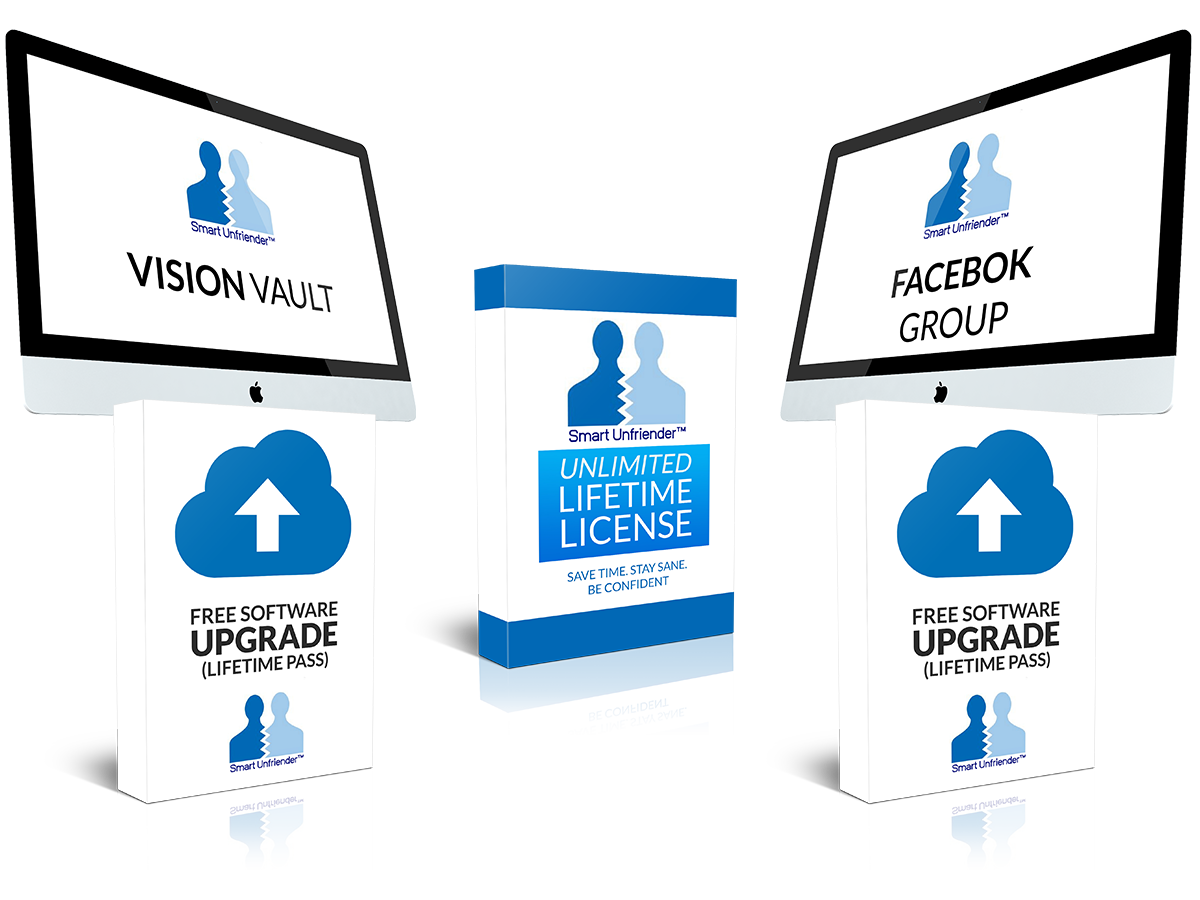 Smart Unfriender™
VISION VAULT
Smart Unfriender™
FACEBOK
GROUP
Smart Unfriender™
UNLIMITED
LIFETIME
LICENSE
SAVE TIME. STAY SANE.
BE CONFIDENT
FREE SOFTWARE
UPGRADE
(LIFETIME PASS)
Smart Unfriender™
FREE SOFTWARE
UPGRADE
(LIFETIME PASS)
Smart Unfriender™